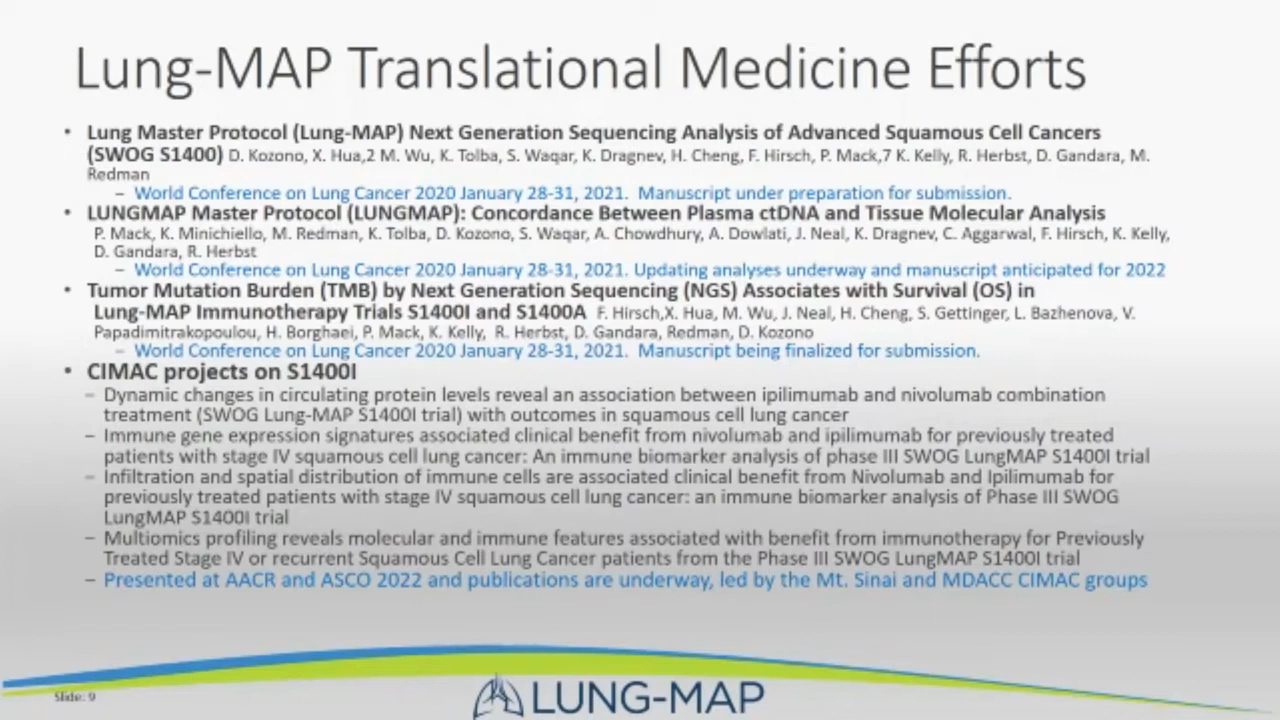 Lung-MAP Translational Medicine Efforts
• Lung Master Protocol (Lung-MAP) Next Generation Sequencing Analysis of Advanced Squamous Cell Cancers
(SWOG S1400) D. Kozono, X. Hua,2 M. Wu, K. Tolba, S. Waqar, K. Dragnev, H. Cheng, F. Hirsch, P. Mack,7 K. Kelly, R. Herbst, D. Gandara, M.
Redman
– World Conference on Lung Cancer 2020 January 28-31, 2021. Manuscript under preparation for submission.
• LUNGMAP Master Protocol (LUNGMAP): Concordance Between Plasma ctDNA and Tissue Molecular Analysis
P. Mack, K. Minichiello, M. Redman, K. Tolba, D. Kozono, S. Waqar, A. Chowdhury, A. Dowlati, J. Neal, K. Dragnev, C. Aggarwal, F. Hirsch, K. Kelly,
D. Gandara, R. Herbst
– World Conference on Lung Cancer 2020 January 28-31, 2021. Updating analyses underway and manuscript anticipated for 2022
• Tumor Mutation Burden (TMB) by Next Generation Sequencing (NGS) Associates with Survival (OS) in
Lung-MAP Immunotherapy Trials S1400I and S1400A F. Hirsch,X. Hua, M. Wu, J. Neal, H. Cheng, S. Gettinger, L. Bazhenova, V.
Papadimitrakopoulou, H. Borghaei, P. Mack, K. Kelly, R. Herbst, D. Gandara, Redman, D. Kozono
– World Conference on Lung Cancer 2020 January 28-31, 2021. Manuscript being finalized for submission.
• CIMAC projects on S1400I
– Dynamic changes in circulating protein levels reveal an association between ipilimumab and nivolumab combination
treatment (SWOG Lung-MAP S1400I trial) with outcomes in squamous cell lung cancer
– Immune gene expression signatures associated clinical benefit from nivolumab and ipilimumab for previously treated
patients with stage IV squamous cell lung cancer: An immune biomarker analysis of phase III SWOG LungMAP S1400I trial
– Infiltration and spatial distribution of immune cells are associated clinical benefit from Nivolumab and Ipilimumab for
previously treated patients with stage IV squamous cell lung cancer: an immune biomarker analysis of Phase III SWOG
LungMAP S1400I trial
– Multiomics profiling reveals molecular and immune features associated with benefit from immunotherapy for Previously
Treated Stage IV or recurrent Squamous Cell Lung Cancer patients from the Phase III SWOG LungMAP S1400I trial
– Presented at AACR and ASCO 2022 and publications are underway, led by the Mt. Sinai and MDACC CIMAC groups
Slide: 9
LUNG-MAP